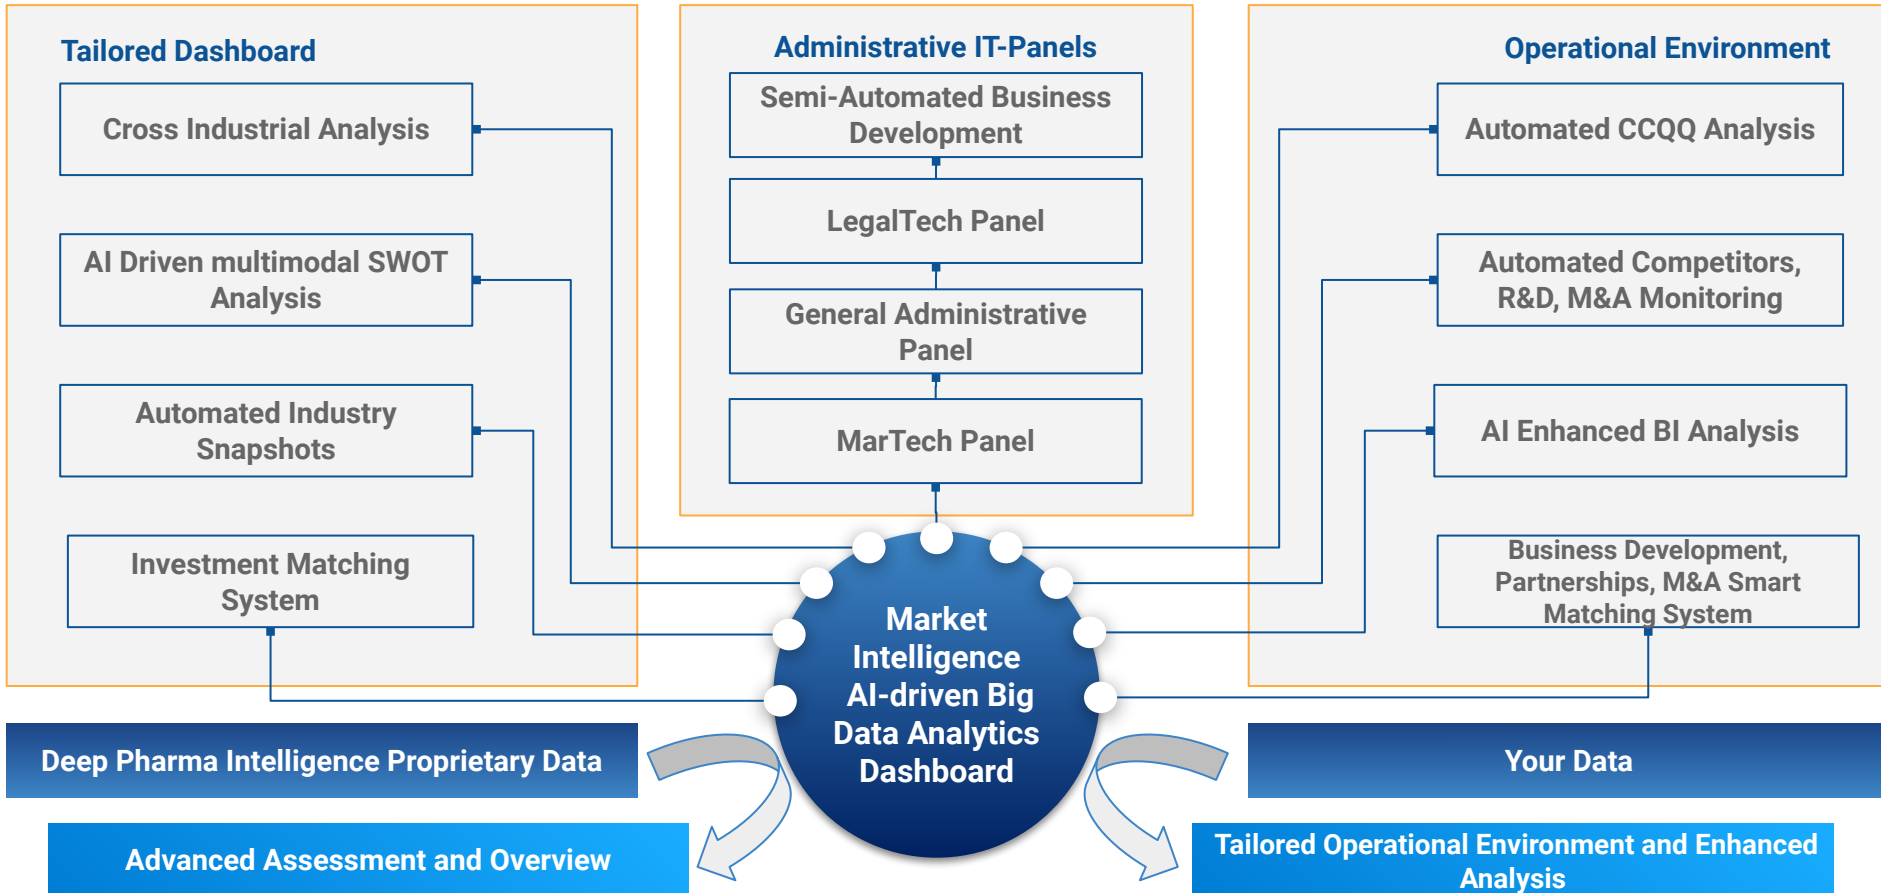 Tailored Dashboard
Cross Industrial Analysis
AI Driven multimodal SWOT
Analysis
Automated Industry
Snapshots
Investment Matching
System
Administrative IT-Panels
Semi-Automated Business
Development
LegalTech Panel
General Administrative
Panel
MarTech Panel
Operational Environment
Automated CCQQ Analysis
Automated Competitors,
R&D, M&A Monitoring
AI Enhanced BI Analysis
Business Development,
Partnerships, M&A Smart
Matching System
Market
Intelligence
AI-driven Big
Data Analytics
Dashboard
Deep Pharma Intelligence Proprietary Data
Your Data
Advanced Assessment and Overview
Tailored Operational Environment and Enhanced
Analysis